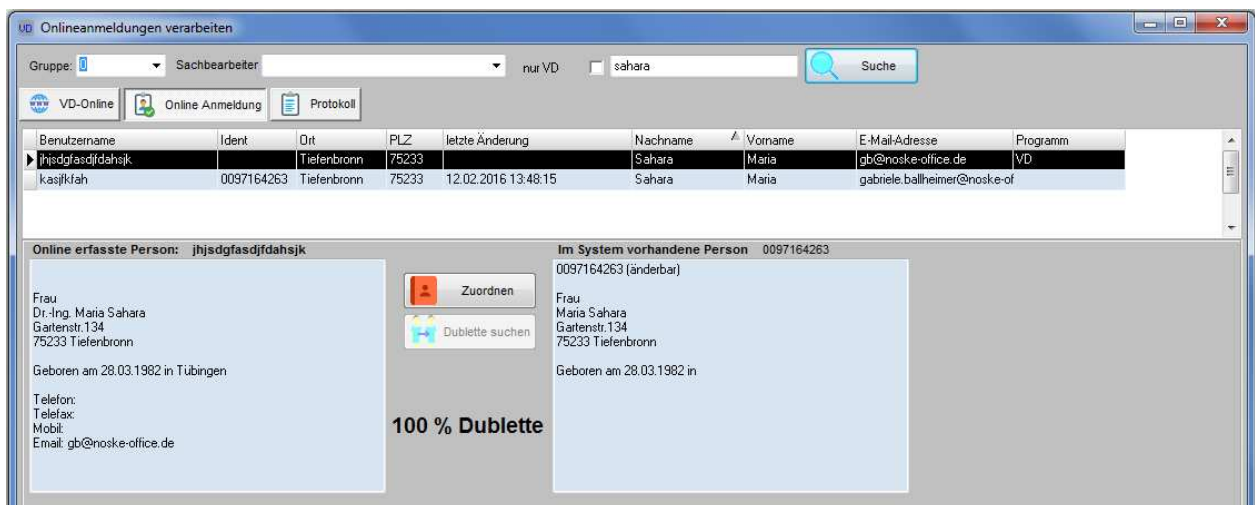 VD Onlineanmeldungen verarbeiten
Gruppe: 0 Sachbearbeiter nur VD sahara Suche
VD-Online Online Anmeldung Protokoll
Benutzername Ident Ort PLZ letzte Änderung Nachname Vorname E-Mail-Adresse Programm
jhjsdgfasdjfdahsjk Tiefenbronn 75233 Sahara Maria gb@noske-office.de VD
kasjfkfah 0097164263 Tiefenbronn 75233 12.02.2016 13:48:15 Sahara Maria gabriele.ballheimer@noske-of
Online erfasste Person: jhjsdgfasdjfdahsjk Im System vorhandene Person 0097164263
0097164263 (änderbar)
Frau
Dr.-Ing. Maria Sahara
Gartenstr.134
75233 Tiefenbronn
Geboren am 28.03.1982 in Tübingen
Telefon:
Telefax:
Mobil:
Email: gb@noske-office.de
Zuordnen
Dublette suchen
100 % Dublette
Frau
Maria Sahara
Gartenstr.134
75233 Tiefenbronn
Geboren am 28.03.1982 in